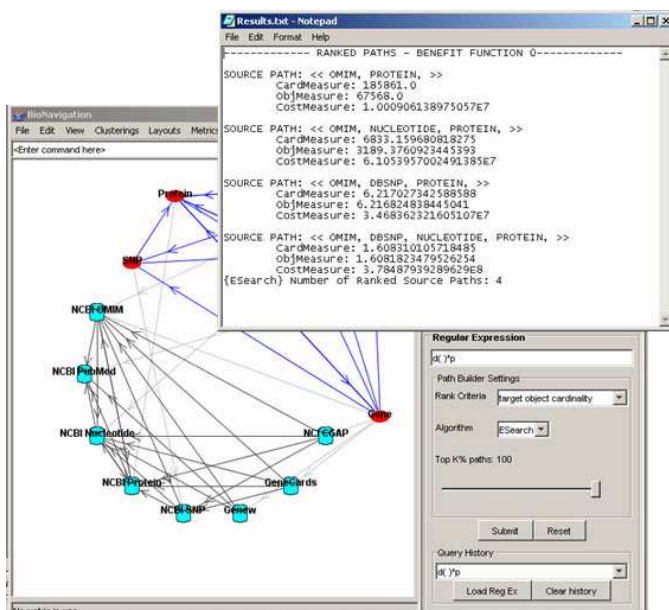 Results.txt - Notepad
File Edit Format Help
------------- RANKED PATHS - BENEFIT FUNCTION 0-------------
SOURCE PATH: << OMIM, PROTEIN, >>
CardMeasure: 185861.0
ObjMeasure: 67568.0
CostMeasure: 1.000906138975057E7
SOURCE PATH: << OMIM, NUCLEOTIDE, PROTEIN, >>
CardMeasure: 6833.159680818275
ObjMeasure: 3189.3760923445393
CostMeasure: 6.1053957002491385E7
SOURCE PATH: << OMIM, DBSNP, PROTEIN, >>
CardMeasure: 6.217027342588588
ObjMeasure: 6.216824838445041
CostMeasure: 3.468362321605107E7
SOURCE PATH: << OMIM, DBSNP, NUCLEOTIDE, PROTEIN, >>
CardMeasure: 1.608310105718485
ObjMeasure: 1.6081823479526254
CostMeasure: 3.78487939289629E8
{ESearch} Number of Ranked Source Paths: 4
BioNavigation
File Edit View Clusterings Layouts Metrics
<Enter command here>
Protein
SNP
NCBI OMIM
NCBI PubMed
NCBI Nucleotide
NCBI Protein
NCBI SNP
Genew
GeneCards
NCI CGAP
Gene
Regular Expression
d( )*p
Path Builder Settings
Rank Criteria
target object cardinality
Algorithm
ESearch
Top K% paths: 100
Submit Reset
Query History
d( )*p
Load Reg Ex Clear history